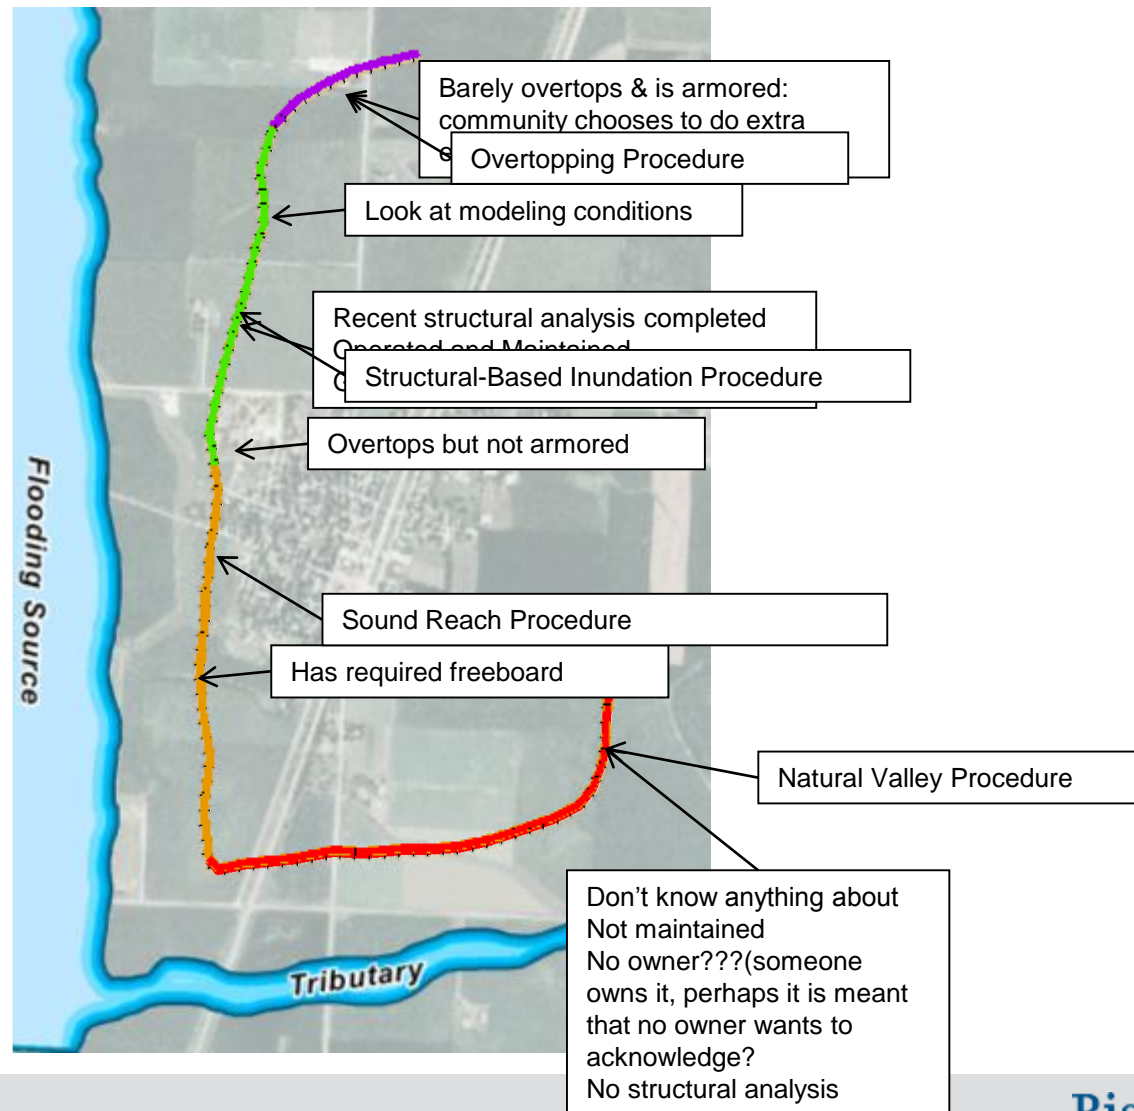 Barely overtops & is armored:
community chooses to do extra
Overtopping Procedure
Look at modeling conditions
Recent structural analysis completed
Operated and Maintained
Structural-Based Inundation Procedure
Overtops but not armored
Flooding Source
Sound Reach Procedure
Has required freeboard
Natural Valley Procedure
Don’t know anything about
Not maintained
No owner???(someone
owns it, perhaps it is meant
that no owner wants to
acknowledge?
No structural analysis
Tributary